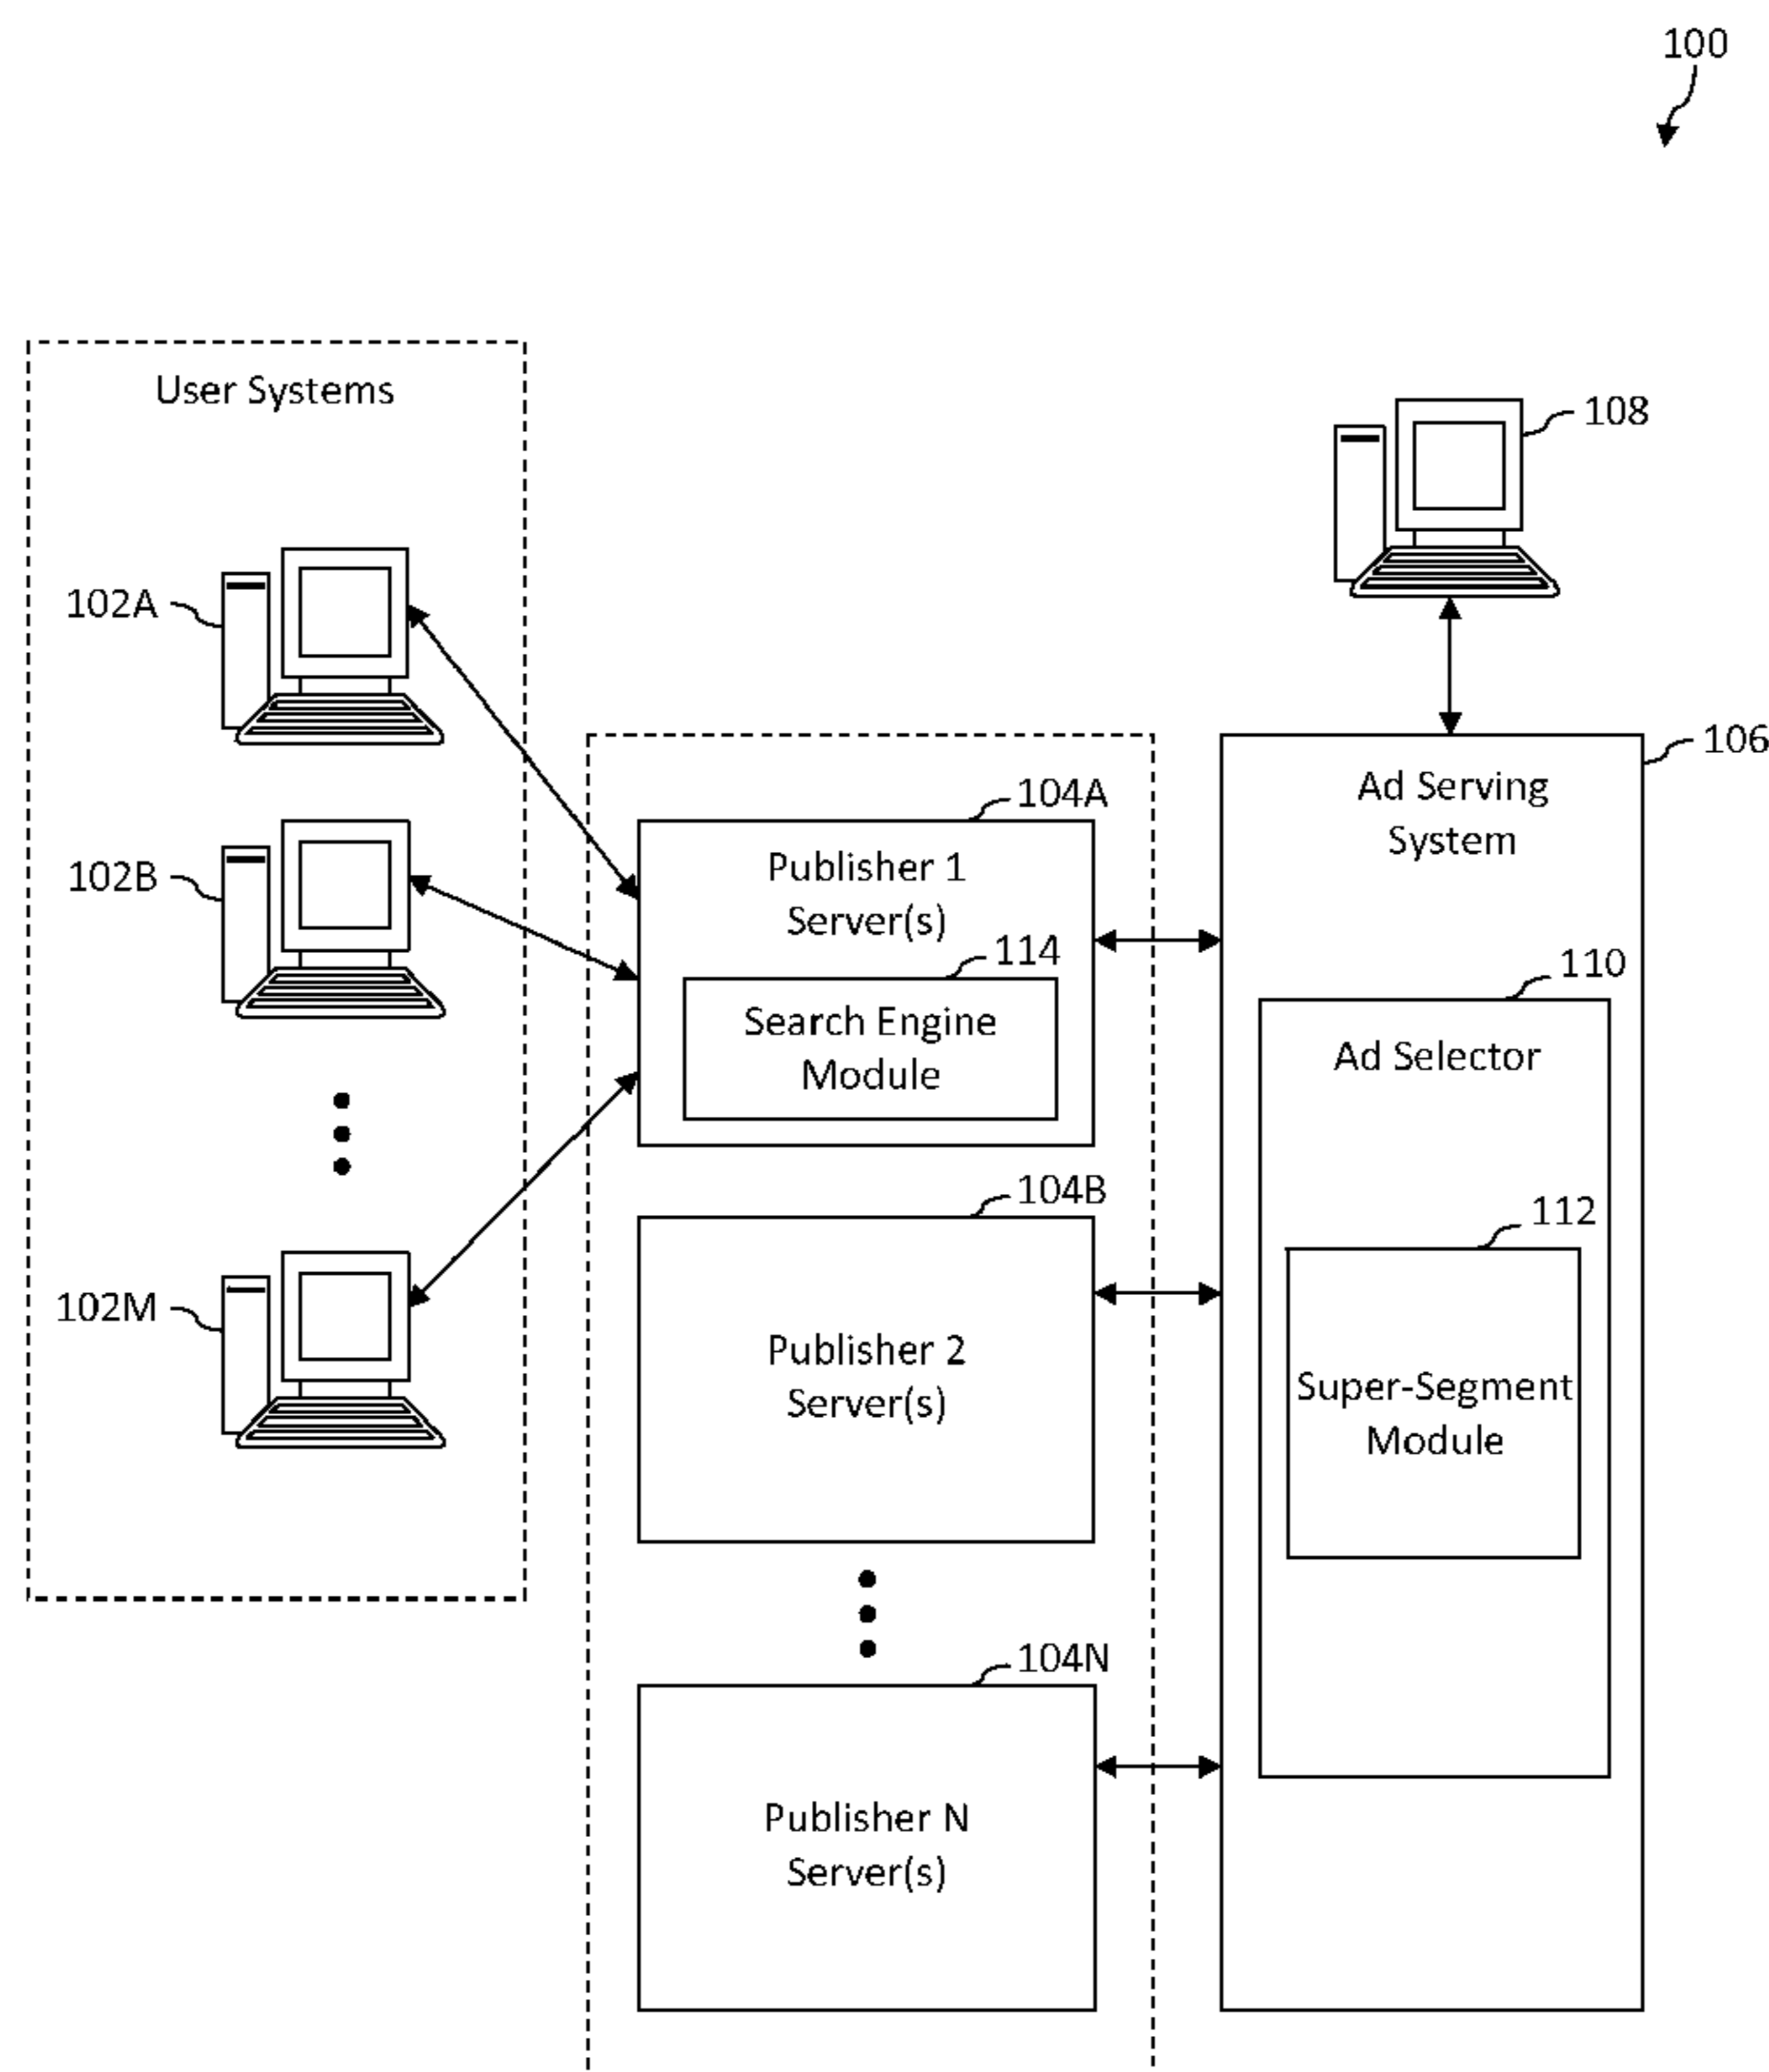 100
User Systems
108
102A
106
Ad Serving
System
104A
Publisher 1
Server(s)
102B
114
Search Engine
Module
110
Ad Selector
104B
112
102M
Publisher 2
Server(s)
Super-Segment
Module
104N
Publisher N
Server(s)